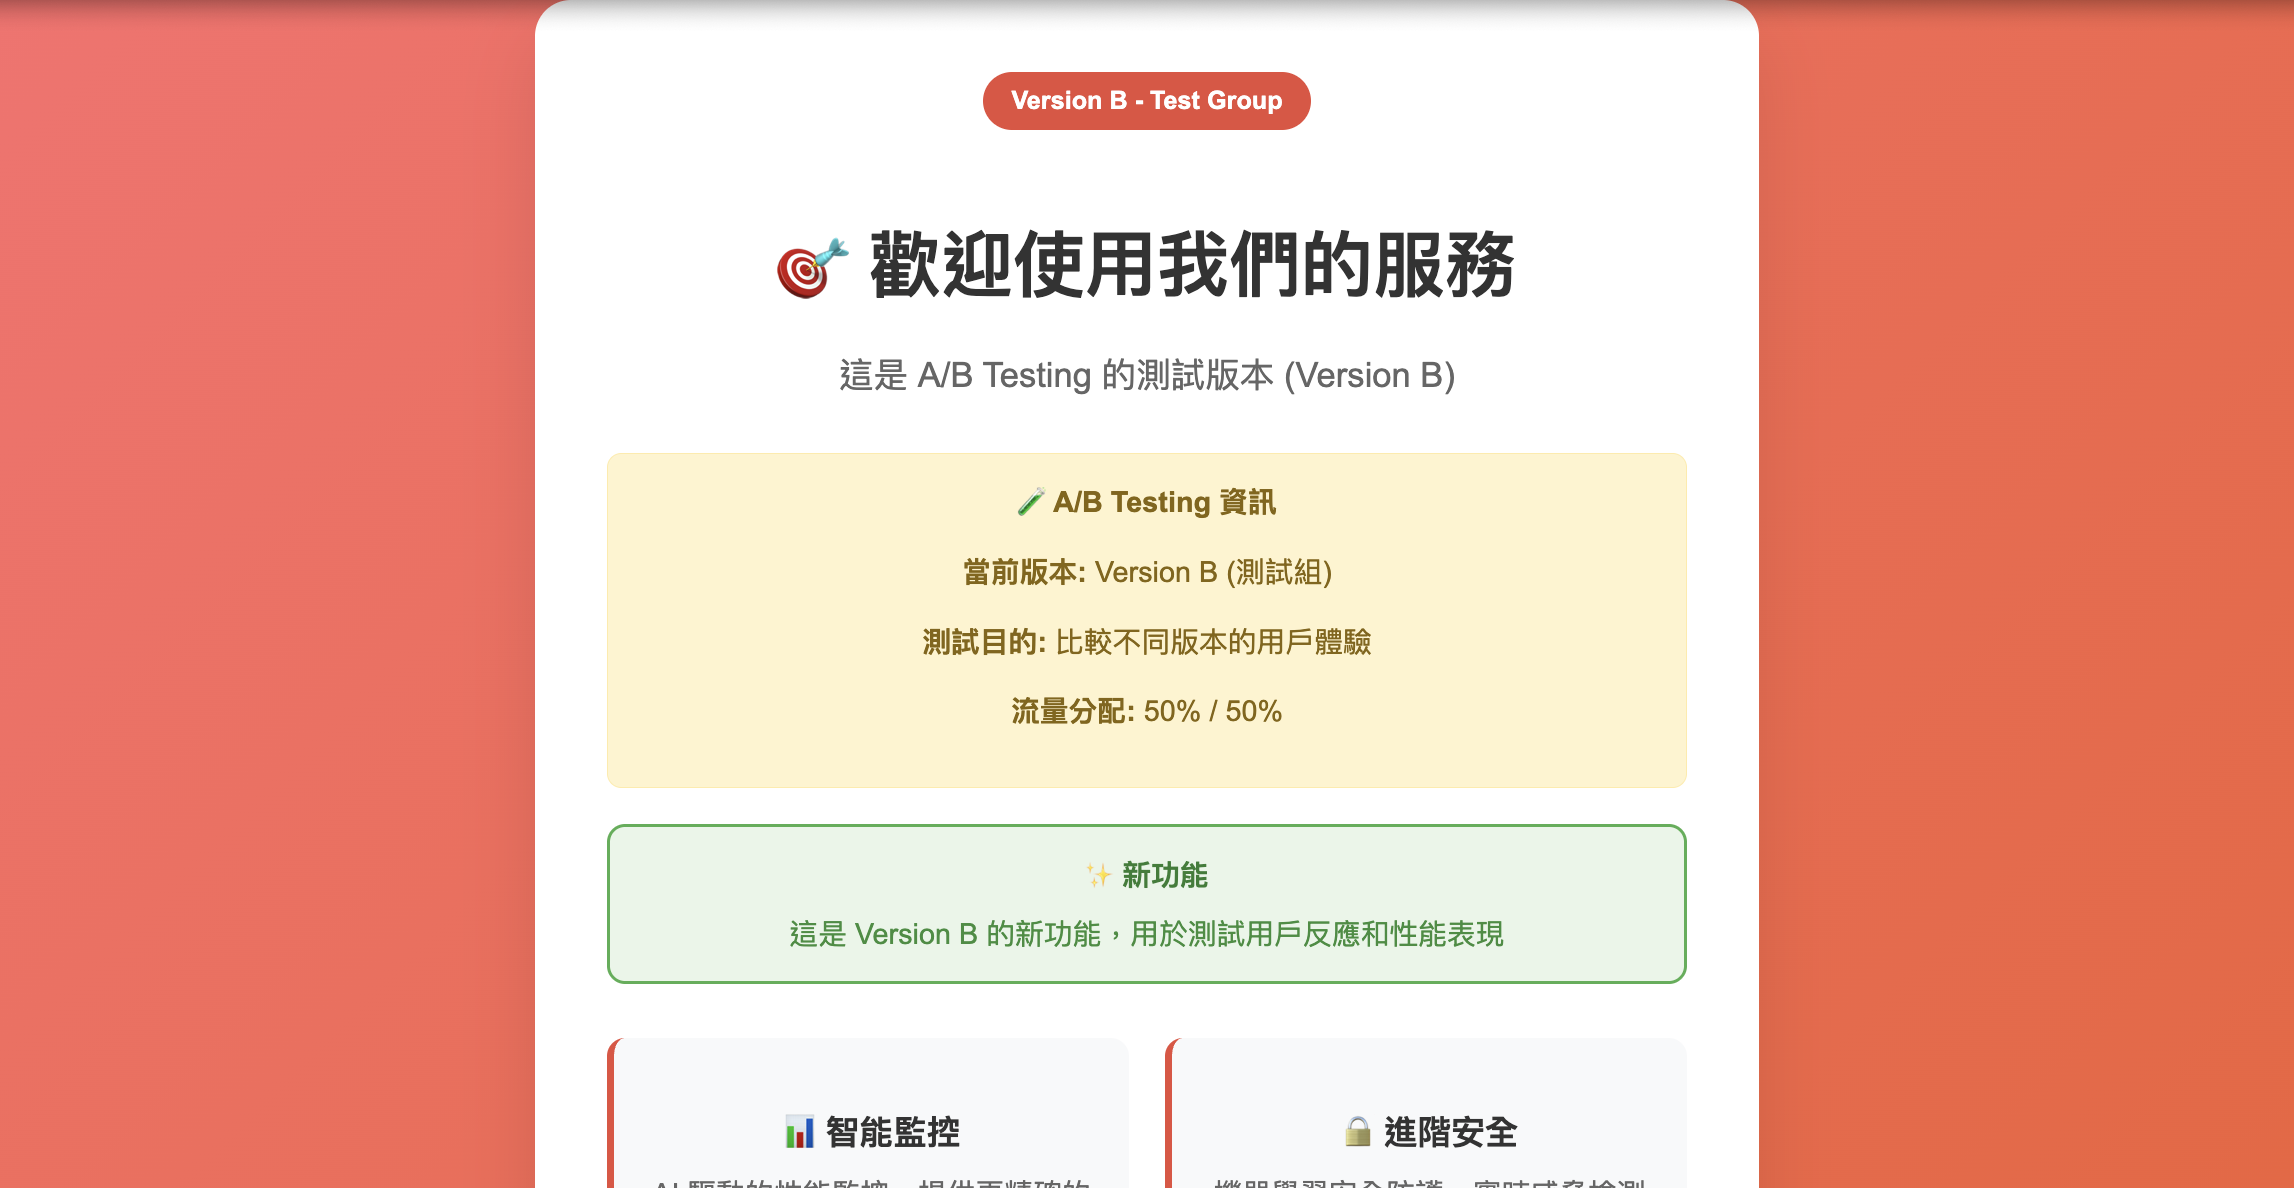 Version B - Test Group
🎯 歡迎使用我們的服務
這是 A/B Testing 的測試版本 (Version B)
🧪 A/B Testing 資訊
當前版本: Version B (測試組)
測試目的: 比較不同版本的用戶體驗
流量分配: 50% / 50%
✨ 新功能
這是 Version B 的新功能，用於測試用戶反應和性能表現
📊 智能監控
🔒 進階安全